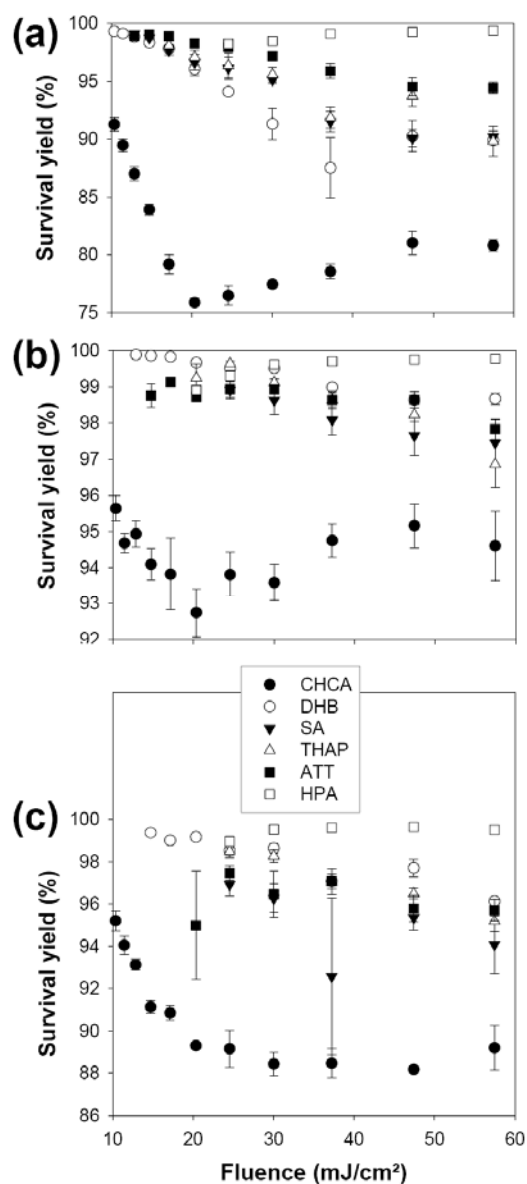 (a)
Survival yield (%)
100
95
90
85
80
75
(b)
Survival yield (%)
100
99
98
97
96
95
94
93
92
CHCA
DHB
SA
THAP
ATT
HPA
(c)
Survival yield (%)
100
98
96
94
92
90
88
86
10 20 30 40 50 60
Fluence (mJ/cm²)